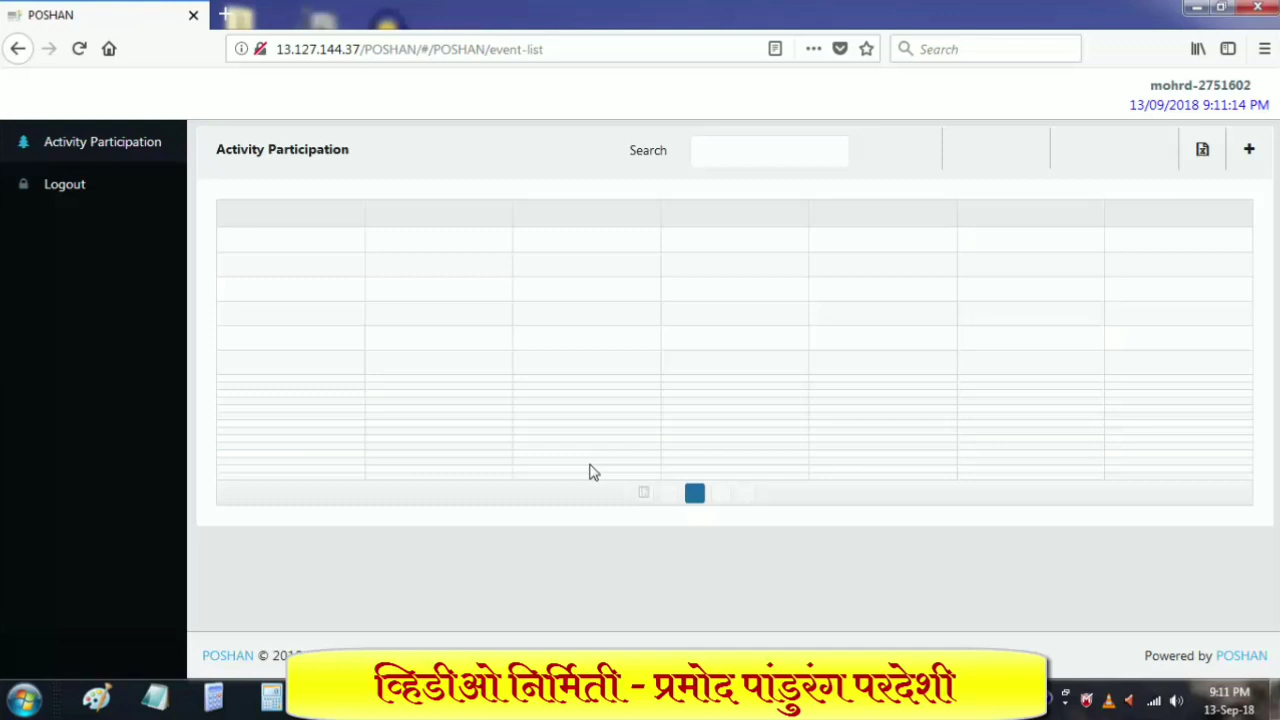 POSHAN
13.127.144.37/POSHAN/#/POSHAN/event-list
Search
mohrd-2751602
13/09/2018 9:11:14 PM
Activity Participation
Logout
Activity Participation
Search
POSHAN ©
Powered by POSHAN
व्हिडीओ निर्मिती - प्रमोद पांडुरंग परदेशी
9:11 PM
13-Sep-18